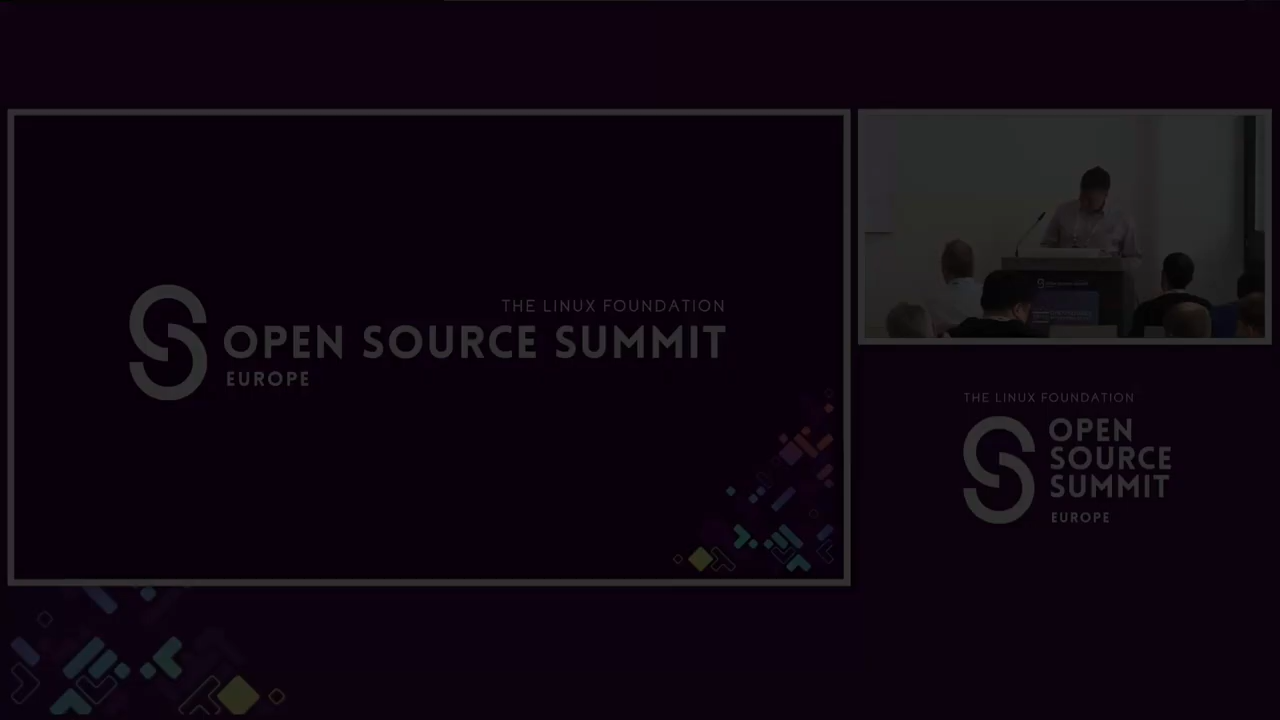 THE LINUX FOUNDATION
OPEN SOURCE SUMMIT
EUROPE
THE LINUX FOUNDATION
OPEN
SOURCE
SUMMIT
EUROPE